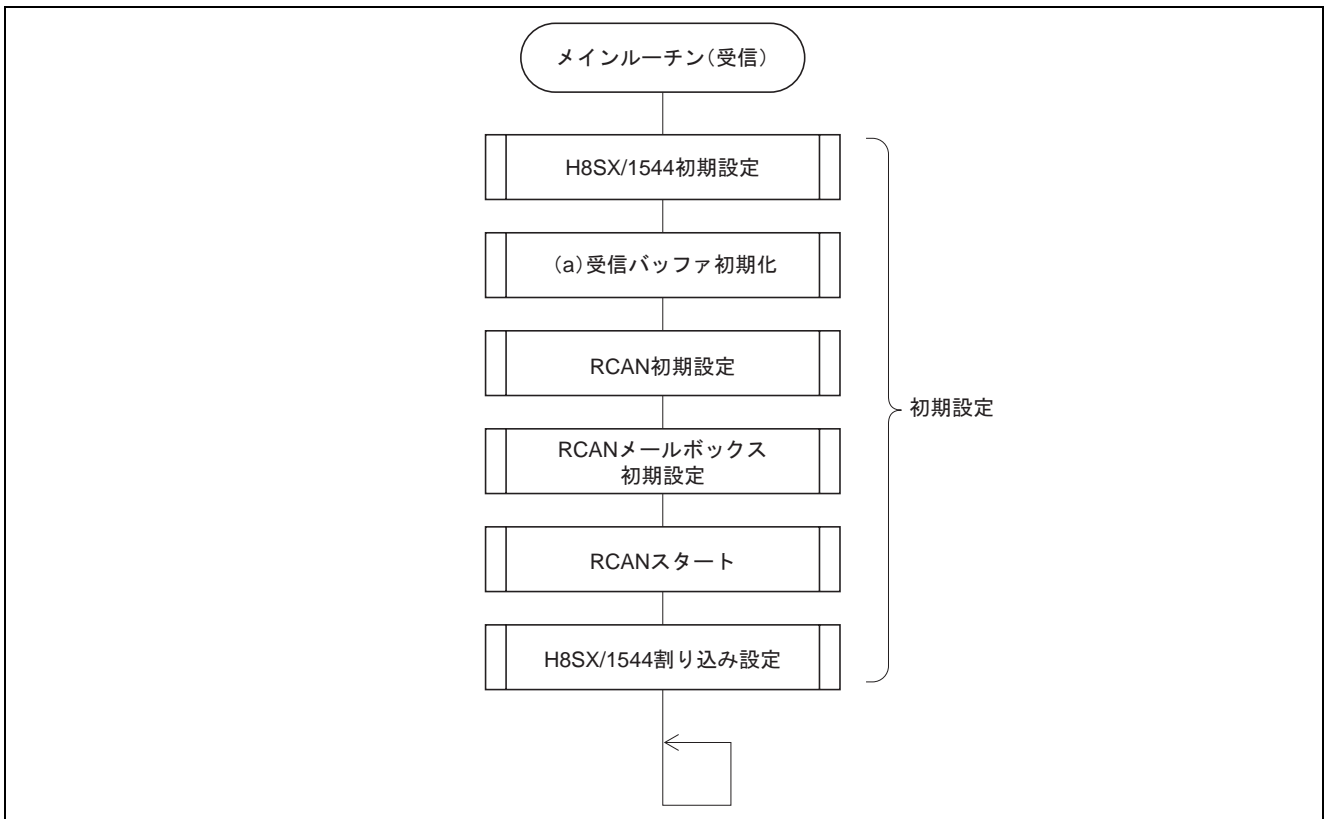 メインルーチン(受信)
H8SX/1544初期設定
(a)受信バッファ初期化
RCAN初期設定
初期設定
RCANメールボックス
初期設定
RCANスタート
H8SX/1544割り込み設定